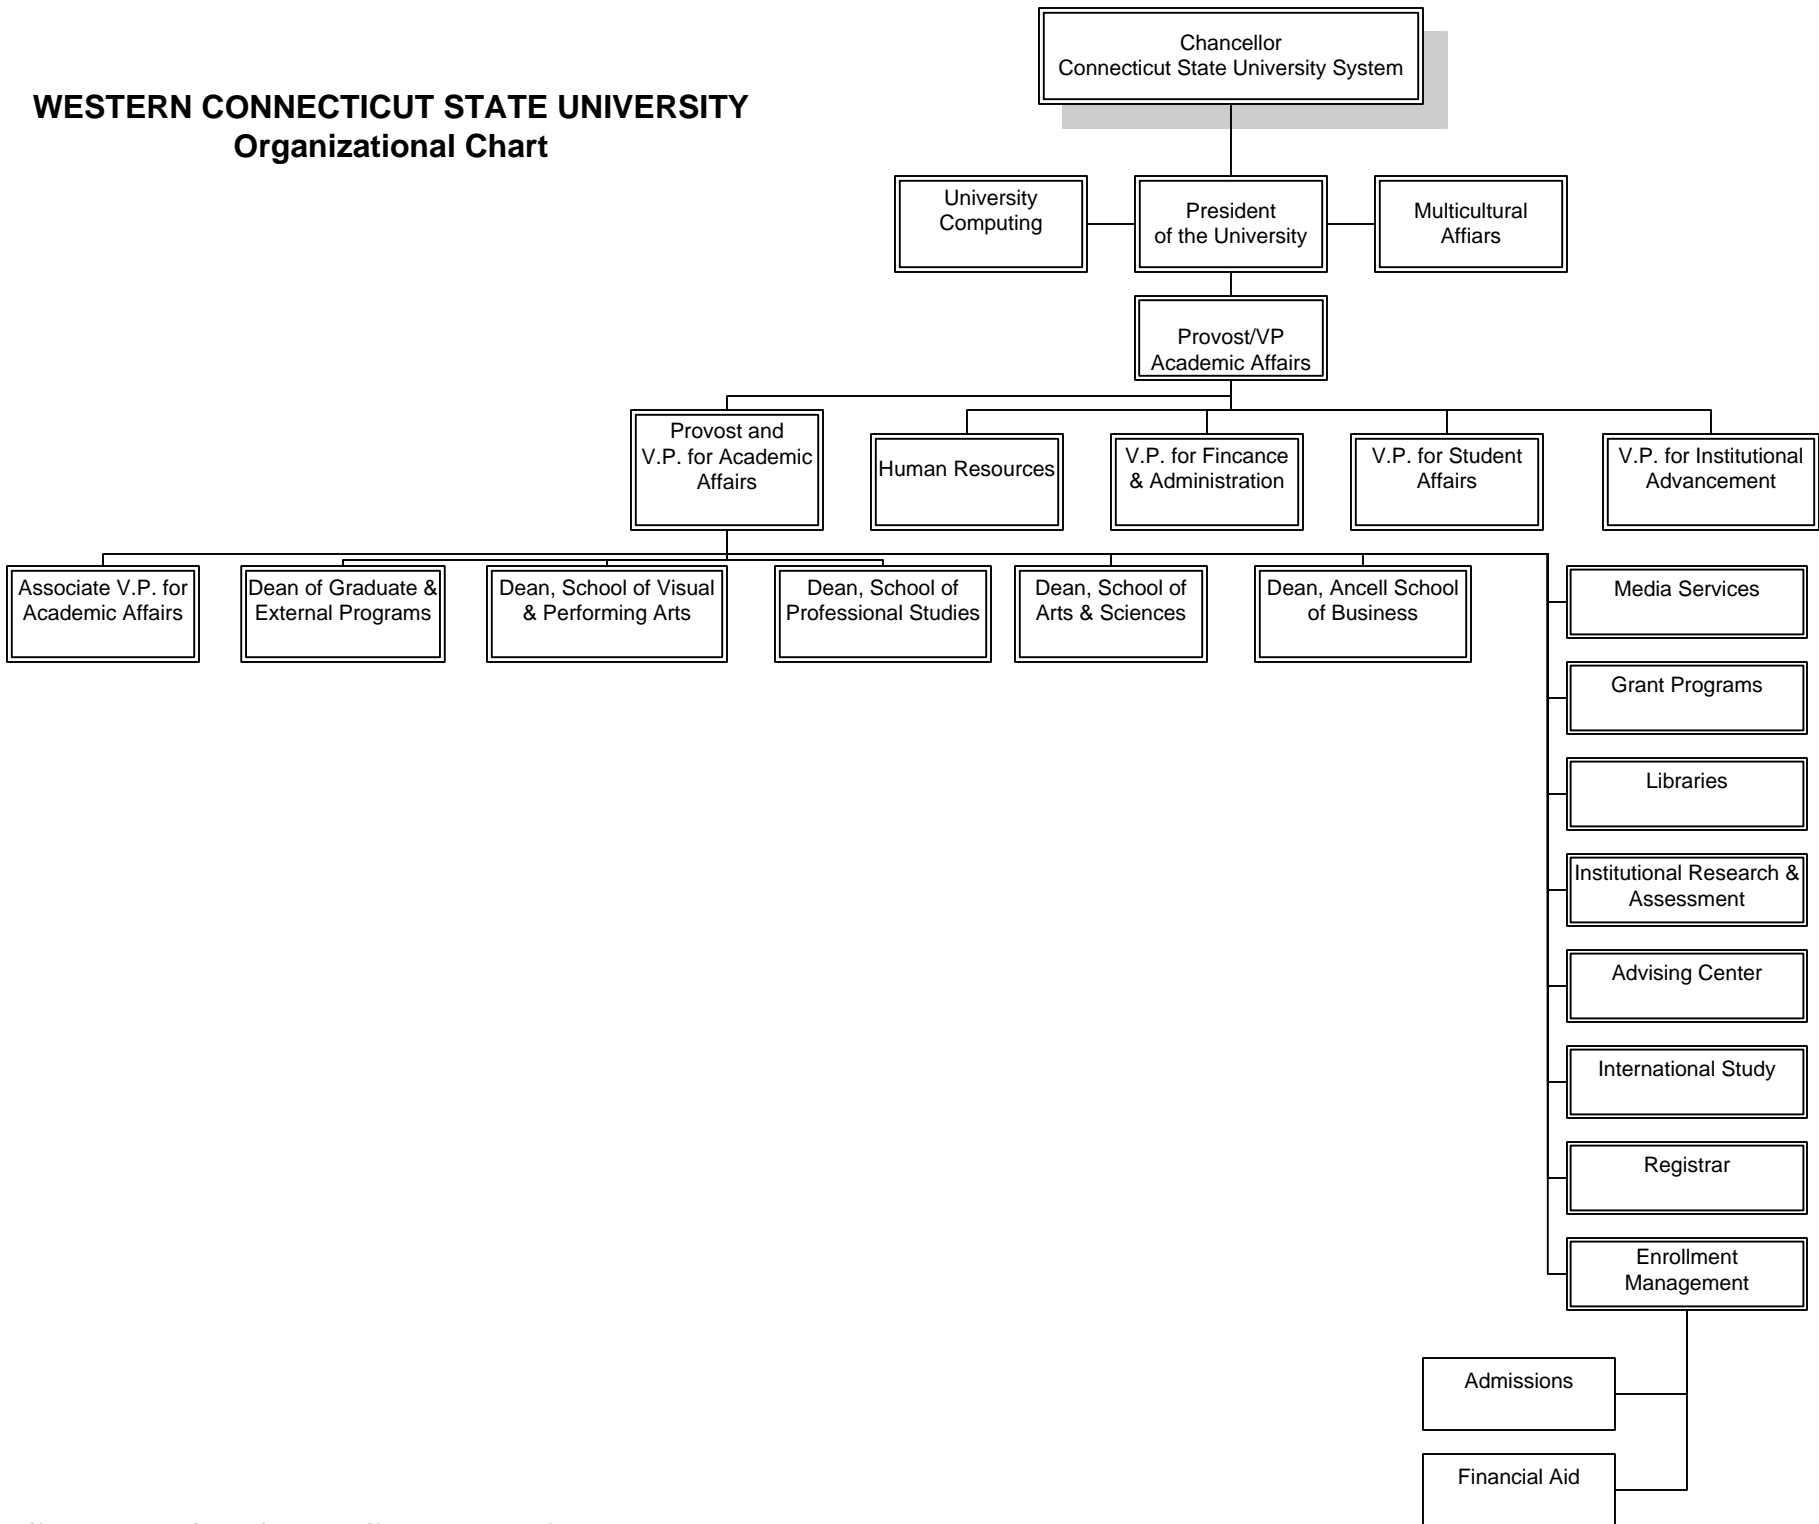 Chancellor
Connecticut State University System
WESTERN CONNECTICUT STATE UNIVERSITY
Organizational Chart
University
Computing
President
of the University
Multicultural
Affiars
Provost/VP
Academic Affairs
Provost and
V.P. for Academic
Affairs
Human Resources
V.P. for Fincance
& Administration
V.P. for Student
Affairs
V.P. for Institutional
Advancement
Associate V.P. for
Academic Affairs
Dean of Graduate &
External Programs
Dean, School of Visual
& Performing Arts
Dean, School of
Professional Studies
Dean, School of
Arts & Sciences
Dean, Ancell School
of Business
Media Services
Grant Programs
Libraries
Institutional Research &
Assessment
Advising Center
International Study
Registrar
Enrollment
Management
Admissions
Financial Aid